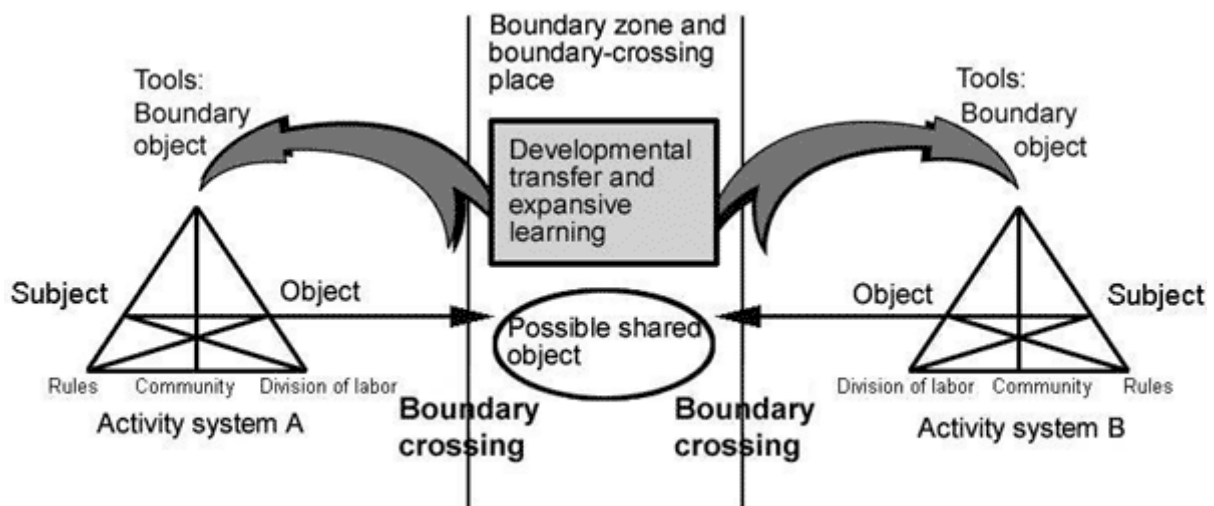 Boundary zone and
boundary-crossing
place
Tools:
Boundary
object
Tools:
Boundary
object
Developmental
transfer and
expansive
learning
Subject
Object
Object
Subject
Possible shared
object
Rules
Community
Division of labor
Division of labor
Community
Rules
Activity system A
Boundary
crossing
Boundary
crossing
Activity system B